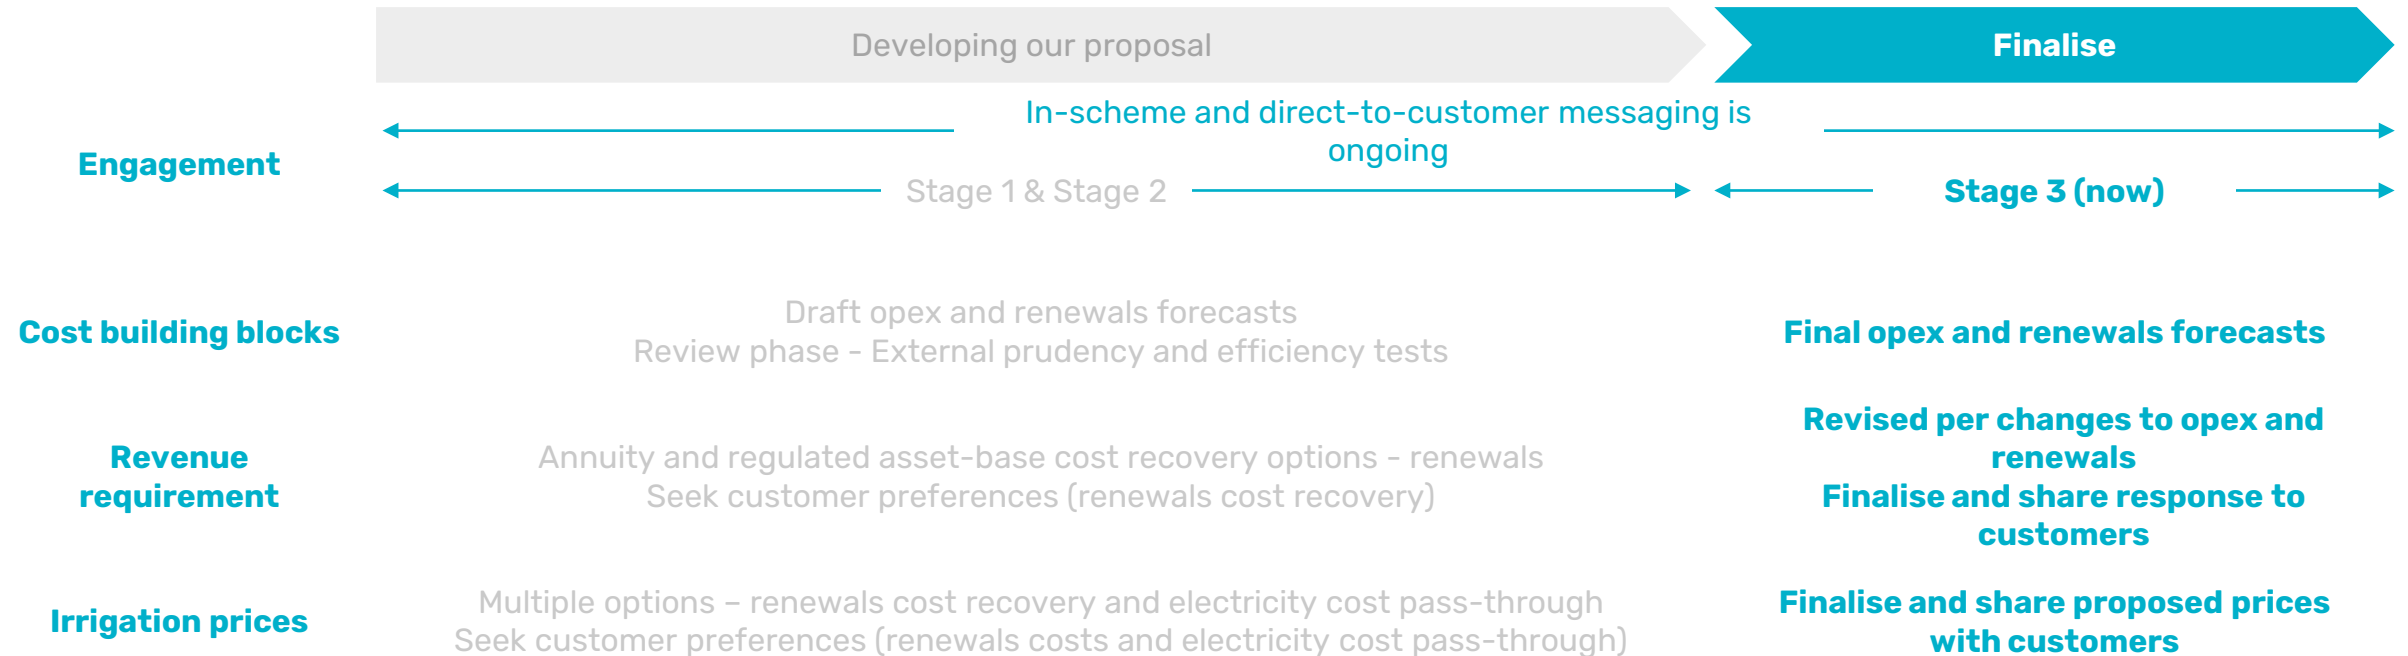 Developing our proposal
Finalise
In-scheme and direct-to-customer messaging is
ongoing
Engagement
Stage 1 & Stage 2
Stage 3 (now)
Cost building blocks
Draft opex and renewals forecasts
Review phase - External prudency and efficiency tests
Final opex and renewals forecasts
Revenue
requirement
Annuity and regulated asset-base cost recovery options - renewals
Seek customer preferences (renewals cost recovery)
Revised per changes to opex and
renewals
Finalise and share response to
customers
Irrigation prices
Multiple options – renewals cost recovery and electricity cost pass-through
Seek customer preferences (renewals costs and electricity cost pass-through)
Finalise and share proposed prices
with customers